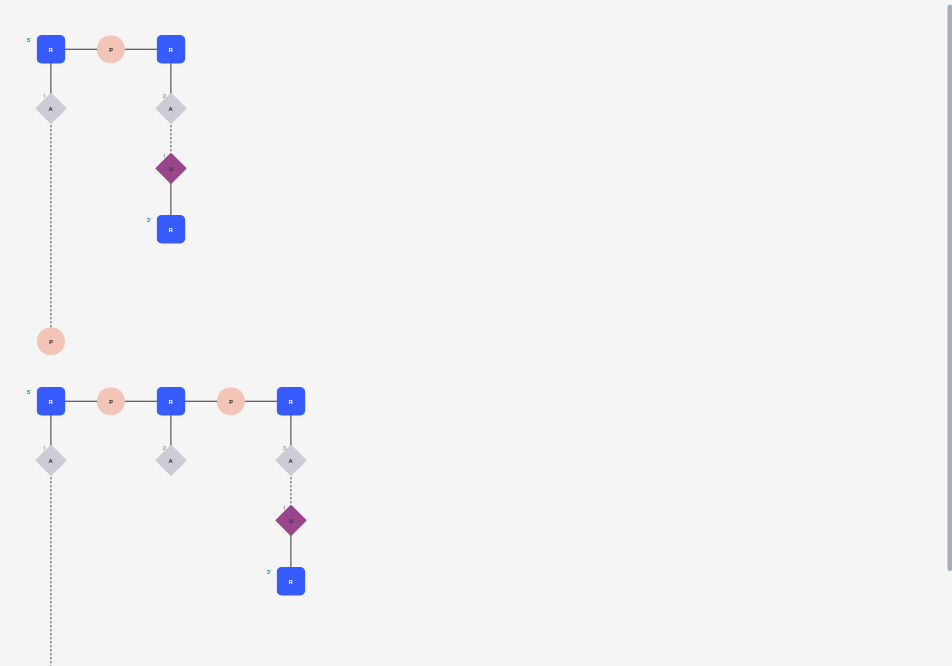 5' R P R
1 A 2 A
1 U
3' R
P
5' R P R P R
1 A 2 A 3 A
1 U
3' R